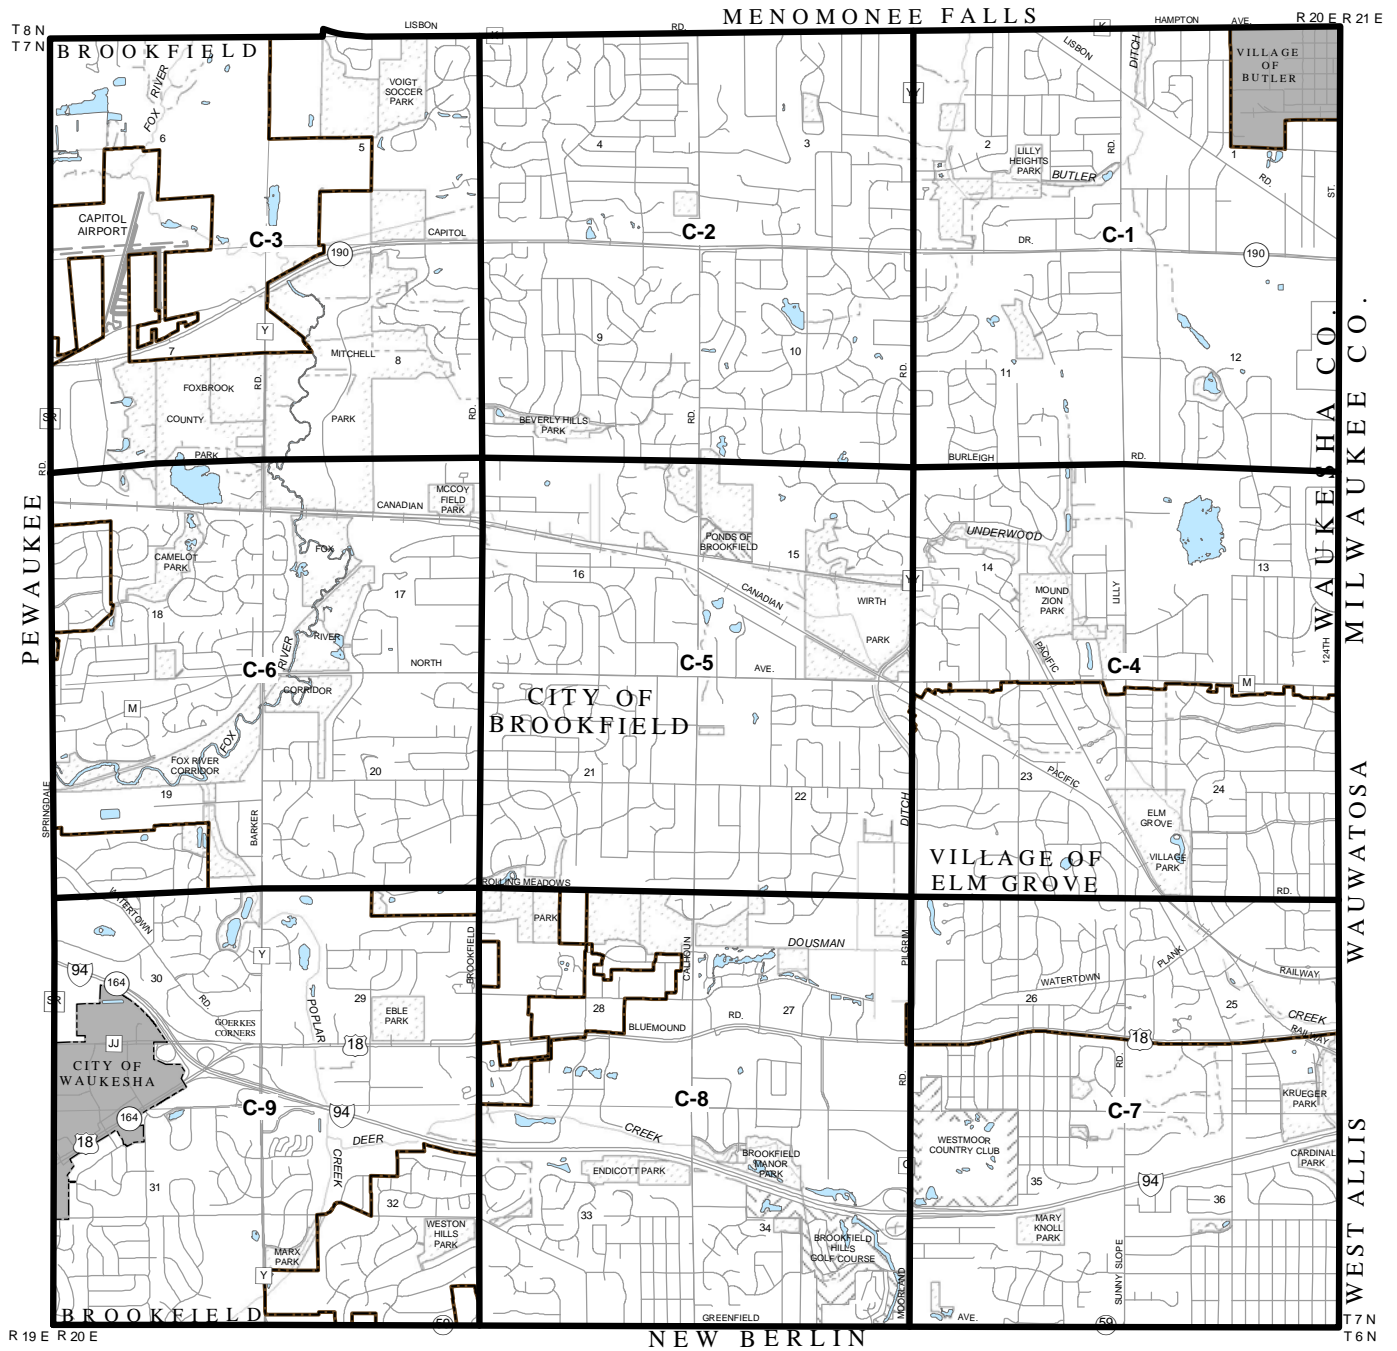 MENOMONEE FALLS
T 8 N
T 7 N
R 20 E R 21 E
LISBON
RD.
HAMPTON
AVE.
K
K
BROOKFIELD
FOX RIVER
VOIGT
SOCCER
PARK
LISBON
DITCH
VILLAGE
OF
BUTLER
YY
6
5
4
3
2
1
LILLY
HEIGHTS
PARK
BUTLER
RD.
RD.
ST.
CAPITOL
AIRPORT
C-3
CAPITOL
C-2
DR.
C-1
190
190
Y
7
MITCHELL
8
9
10
11
12
FOXBROOK
RD.
RD.
COUNTY
PARK
RD.
BEVERLY HILLS
PARK
RD.
SR
PARK
BURLEIGH
RD.
RD.
WAUKESHA CO.
MILWAUKEE CO.
PEWAUKEE
MCCOY
FIELD
PARK
CANADIAN
FOX
CAMELOT
PARK
PONDS OF
BROOKFIELD
15
UNDERWOOD
16
14
13
YY
17
18
CANADIAN
WIRTH
PARK
MOUND
ZION
PARK
LILLY
RIVER
RIVER
NORTH
AVE.
PACIFIC
124TH
C-6
C-5
C-4
M
CORRIDOR
CITY OF
BROOKFIELD
M
FOX
FOX RIVER
CORRIDOR
20
21
22
23
PACIFIC
24
19
SPRINGDALE
BARKER
DITCH
ELM
GROVE
VILLAGE
PARK
VILLAGE OF
ELM GROVE
RD.
WAUWATOSA
ROLLING MEADOWS
PARK
WATERTOWN
BROOKFIELD
CALHOUN
DOUSMAN
PILGRIM
Y
94
164
30
RD.
SR
29
POPLAR
EBLE
PARK
28
27
26
25
WATERTOWN
PLANK
RAILWAY
GOERKES
CORNERS
BLUEMOUND
RD.
CREEK
RAILWAY
18
18
JJ
CITY OF
WAUKESHA
C-9
C-8
C-7
RD.
RD.
KRUEGER
PARK
164
18
94
DEER
CREEK
CREEK
WESTMOOR
COUNTRY CLUB
CARDINAL
PARK
ENDICOTT PARK
BROOKFIELD
MANOR
PARK
31
32
33
34
35
94
36
WESTON
HILLS
PARK
BROOKFIELD
HILLS
GOLF COURSE
MARY
KNOLL
PARK
MARX
PARK
Y
MOORLAND
SUNNY SLOPE
WEST ALLIS
BROOKFIELD
59
GREENFIELD
AVE.
59
R 19 E R 20 E
NEW BERLIN
T 7 N
T 6 N